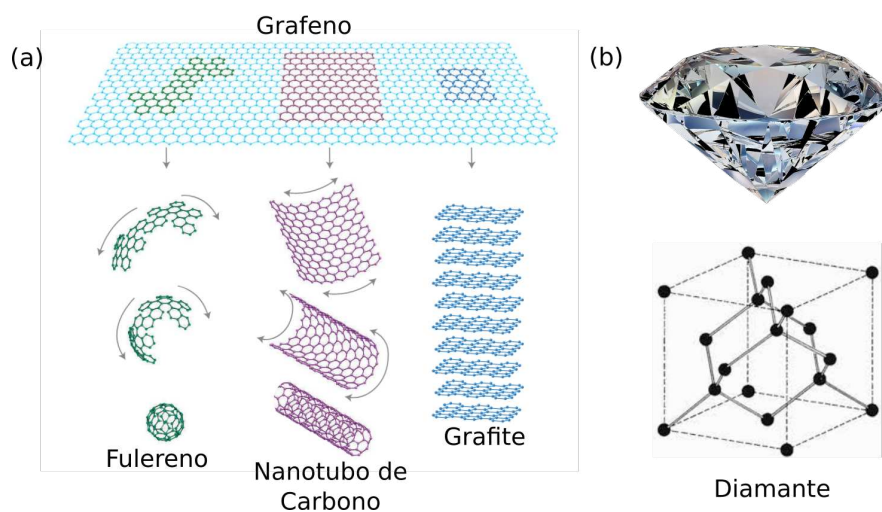 Grafeno
(a)
(b)
Fulereno
Nanotubo de
Carbono
Grafite
Diamante